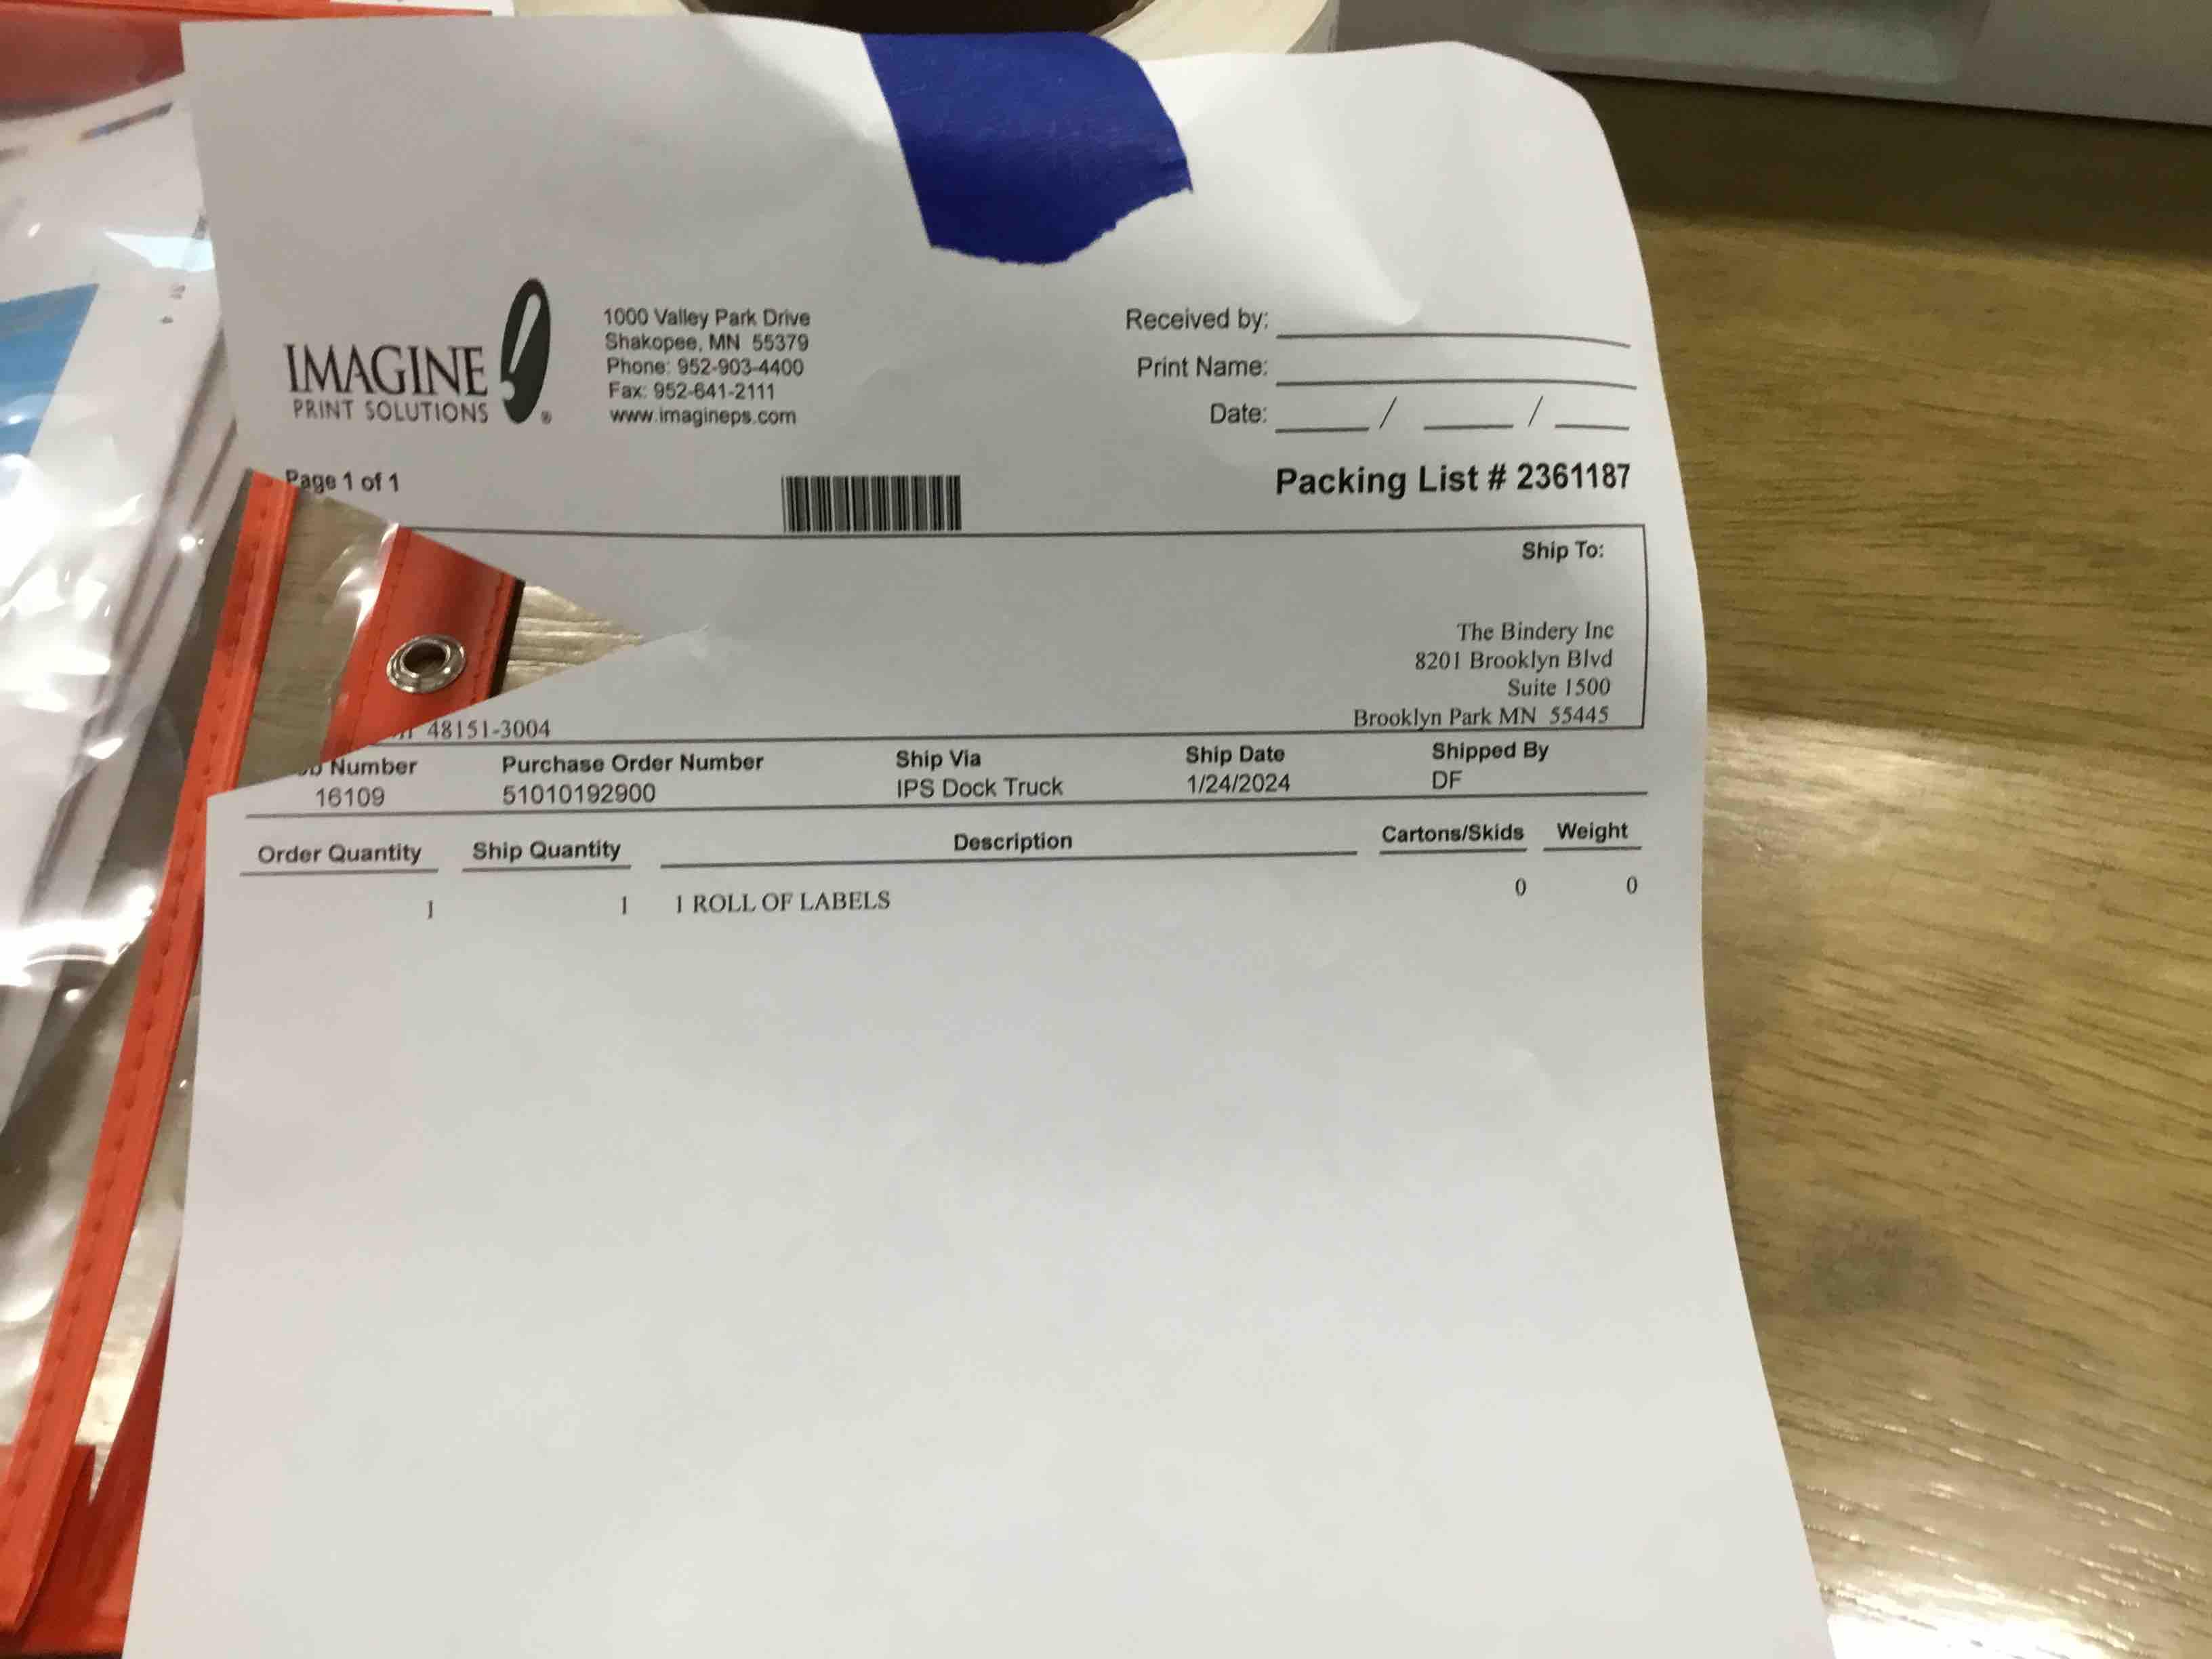 IMAGINE
PRINT SOLUTIONS
1000 Valley Park Drive
Shakopee, MN 55379
Phone: 952-903-4400
Fax: 952-641-2111
www.imagineps.com
Received by:
Print Name:
Date: / /
Page 1 of 1
Packing List # 2361187
Ship To:
The Bindery Inc
8201 Brooklyn Blvd
Suite 1500
Brooklyn Park MN 55445
48151-3004
Number Purchase Order Number Ship Via Ship Date Shipped By
16109 51010192900 IPS Dock Truck 1/24/2024 DF
Order Quantity Ship Quantity Description Cartons/Skids Weight
1 1 1 ROLL OF LABELS 0 0